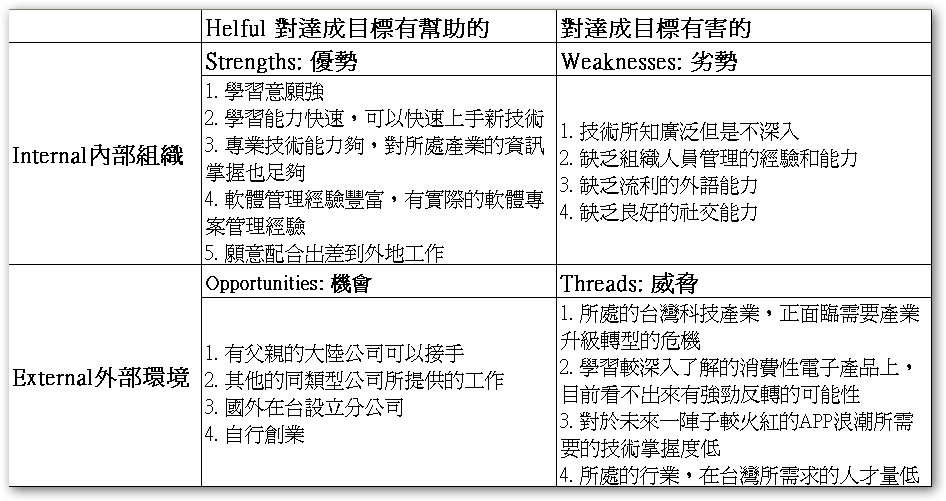 Helful 對達成目標有幫助的
對達成目標有害的
Internal內部組織
Strengths: 優勢
1. 學習意願強
2. 學習能力快速，可以快速上手新技術
3. 專業技術能力夠，對所處產業的資訊
掌握也足夠
4. 軟體管理經驗豐富，有實際的軟體專
案管理經驗
5. 願意配合出差到外地工作
Weaknesses: 劣勢
1. 技術所知廣泛但是不深入
2. 缺乏組織人員管理的經驗和能力
3. 缺乏流利的外語能力
4. 缺乏良好的社交能力
External外部環境
Opportunities: 機會
1. 有父親的大陸公司可以接手
2. 其他的同類型公司所提供的工作
3. 國外在台設立分公司
4. 自行創業
Threads: 威脅
1. 所處的台灣科技產業，正面臨需要產業
升級轉型的危機
2. 學習較深入了解的消費性電子產品上，
目前看不出來有強勁反轉的可能性
3. 對於未來一陣子較火紅的APP浪潮所需
要的技術掌握度低
4. 所處的行業，在台灣所需求的人才量低